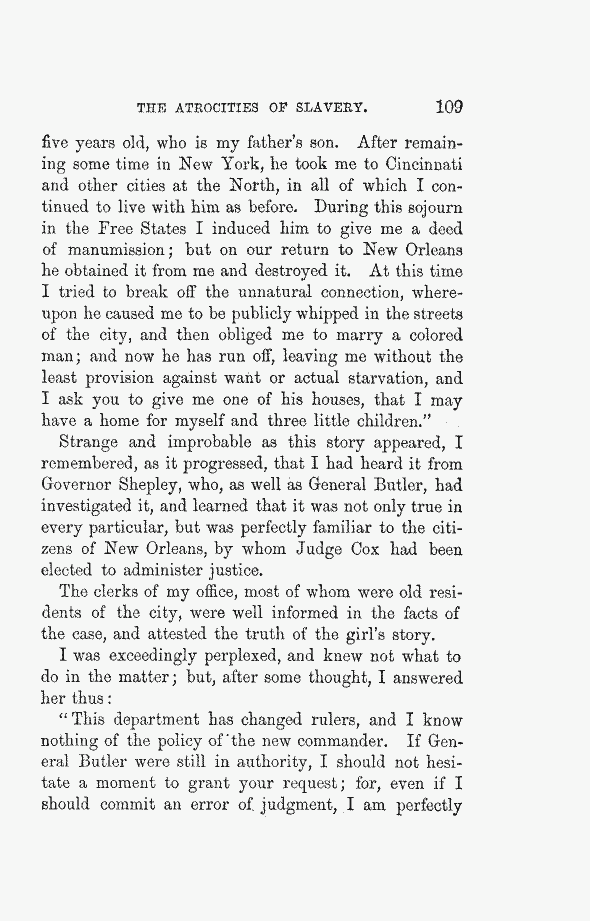 THE ATROCITIES OF SLAVERY. 109
five years old, who is my father's son. After remain-
ing some time in New York, he took me to Cincinnati
and other cities at the North, in all of which I con-
tinued to live with him as before. During this sojourn
in the Free States I induced him to give me a deed
of manumission; but on our return to New Orleans
he obtained it from me and destroyed it. At this time
I tried to break off the unnatural connection, where-
upon he caused me to be publicly whipped in the streets
of the city, and then obliged me to marry a colored
man; and now he has run off, leaving me without the
least provision against want or actual starvation, and
I ask you to give me one of his houses, that I may
have a home for myself and three little children."
Strange and improbable as this story appeared, I
remembered, as it progressed, that I had heard it from
Governor Shepley, who, as well as General Butler, had
investigated it, and learned that it was not only true in
every particular, but was perfectly familiar to the citi-
zens of New Orleans, by whom Judge Cox had been
elected to administer justice.
The clerks of my office, most of whom were old resi-
dents of the city, were well informed in the facts of
the case, and attested the truth of the girl's story.
I was exceedingly perplexed, and knew not what to
do in the matter; but, after some thought, I answered
her thus:
"This department has changed rulers, and I know
nothing of the policy of the new commander. If Gen-
eral Butler were still in authority, I should not hesi-
tate a moment to grant your request; for, even if I
should commit an error of judgment, I am perfectly